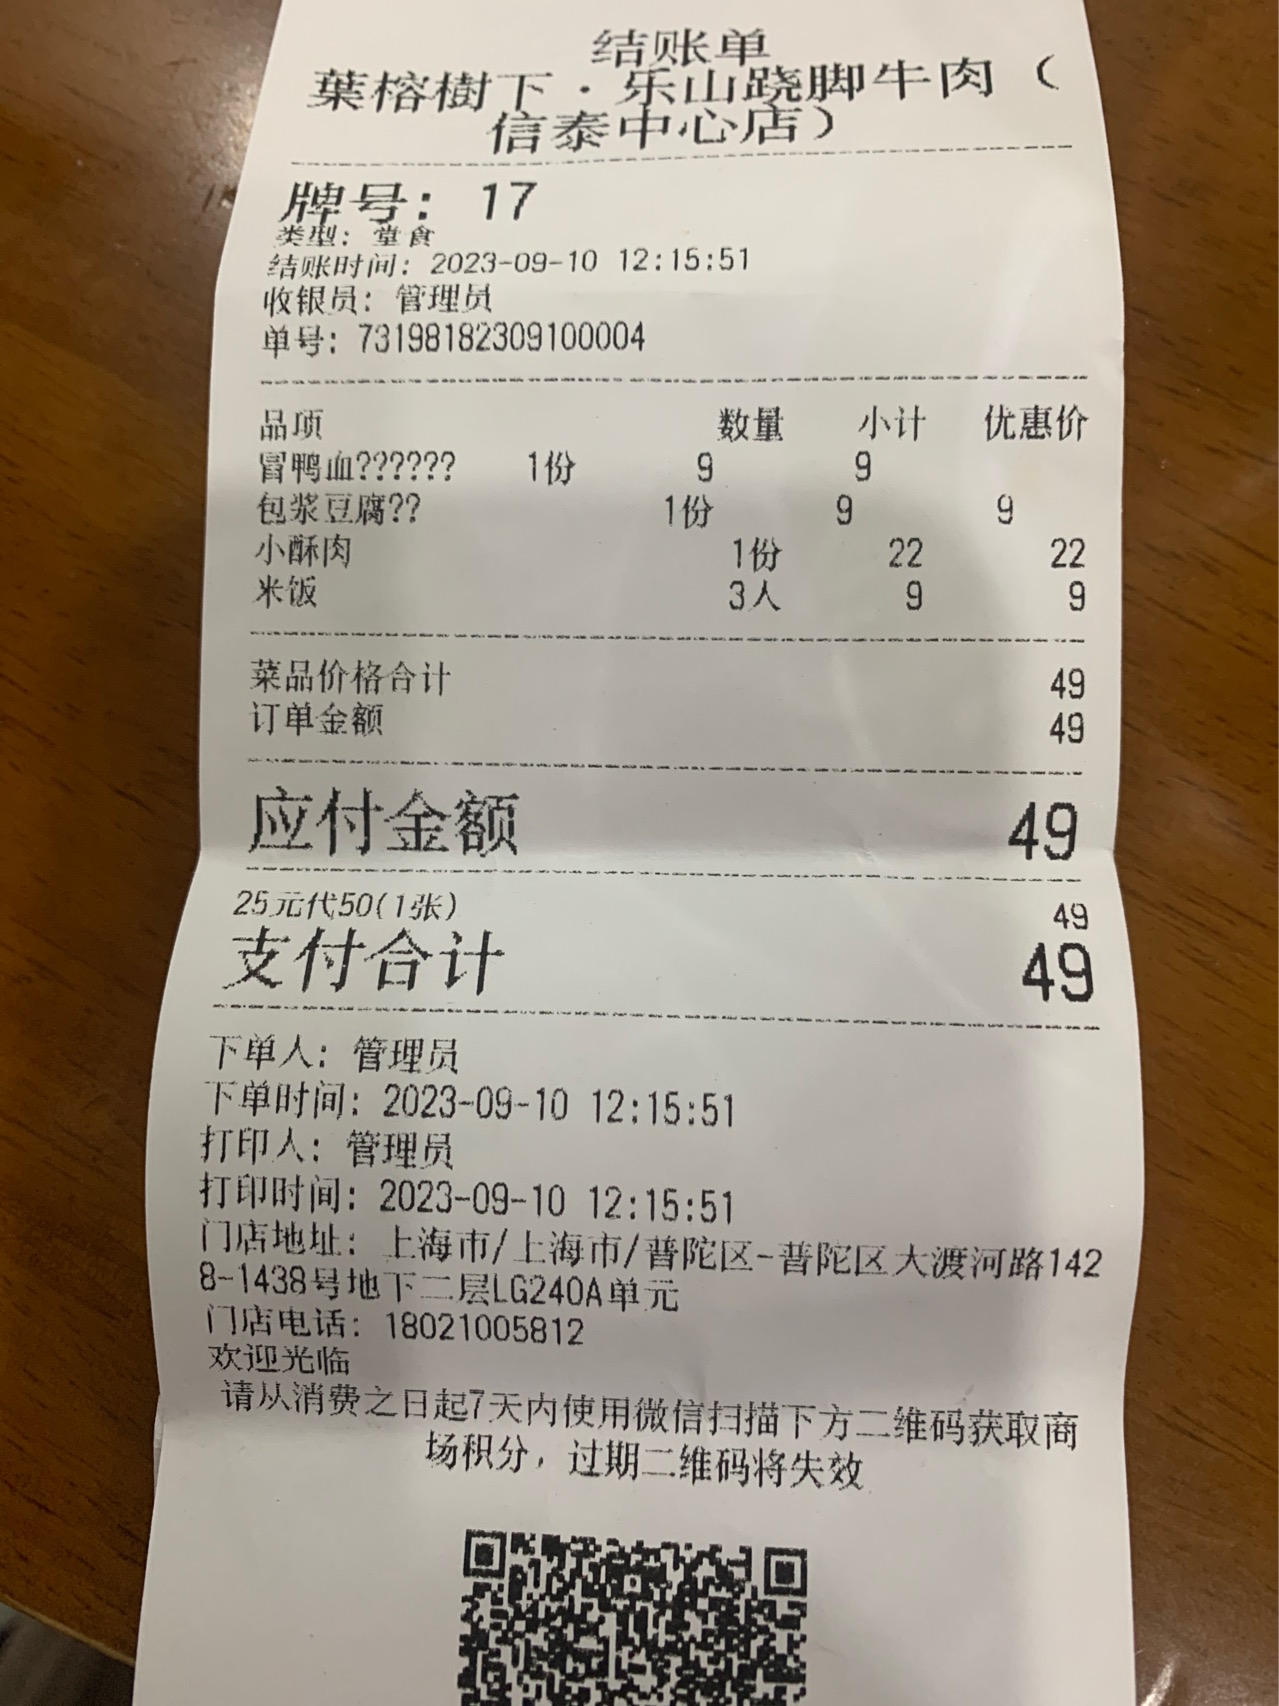 结账单
葉榕樹下·乐山跷脚牛肉（
信泰中心店）
牌号: 17
类型: 堂食
结账时间: 2023-09-10 12:15:51
收银员: 管理员
单号: 73198182309100004
品项 数量 小计 优惠价
冒鸭血?????? 1份 9 9
包浆豆腐?? 1份 9 9
小酥肉 1份 22 22
米饭 3人 9 9
菜品价格合计 49
订单金额 49
应付金额 49
25元代50(1张) 49
支付合计 49
下单人: 管理员
下单时间: 2023-09-10 12:15:51
打印人: 管理员
打印时间: 2023-09-10 12:15:51
门店地址: 上海市/上海市/普陀区-普陀区大渡河路142
8-1438号地下二层LG240A单元
门店电话: 18021005812
欢迎光临
请从消费之日起7天内使用微信扫描下方二维码获取商
场积分，过期二维码将失效